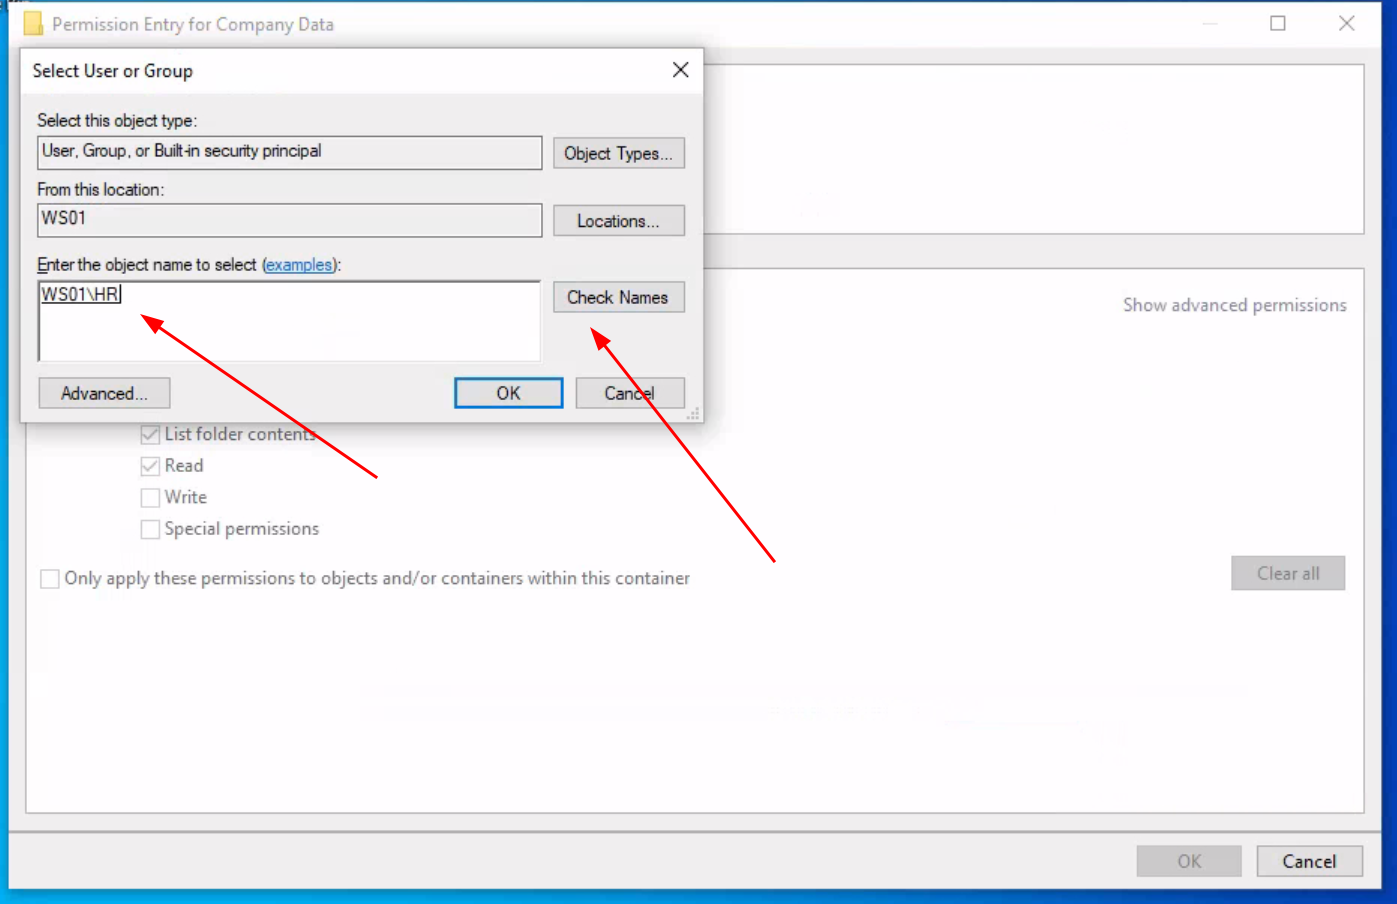 Permission Entry for Company Data
Select User or Group
Select this object type:
User, Group, or Built-in security principal
Object Types...
From this location:
WS01
Locations...
Enter the object name to select (examples):
WS01\HR
Check Names
Show advanced permissions
Advanced...
OK
Cancel
List folder contents
Read
Write
Special permissions
Only apply these permissions to objects and/or containers within this container
Clear all
OK
Cancel